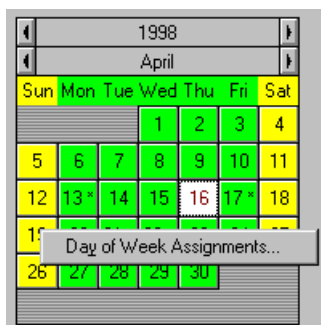 1998
April
Sun Mon Tue Wed Thu Fri Sat
1 2 3 4
5 6 7 8 9 10 11
12 13 × 14 15 16 17 × 18
Day of Week Assignments...
26 27 28 29 30